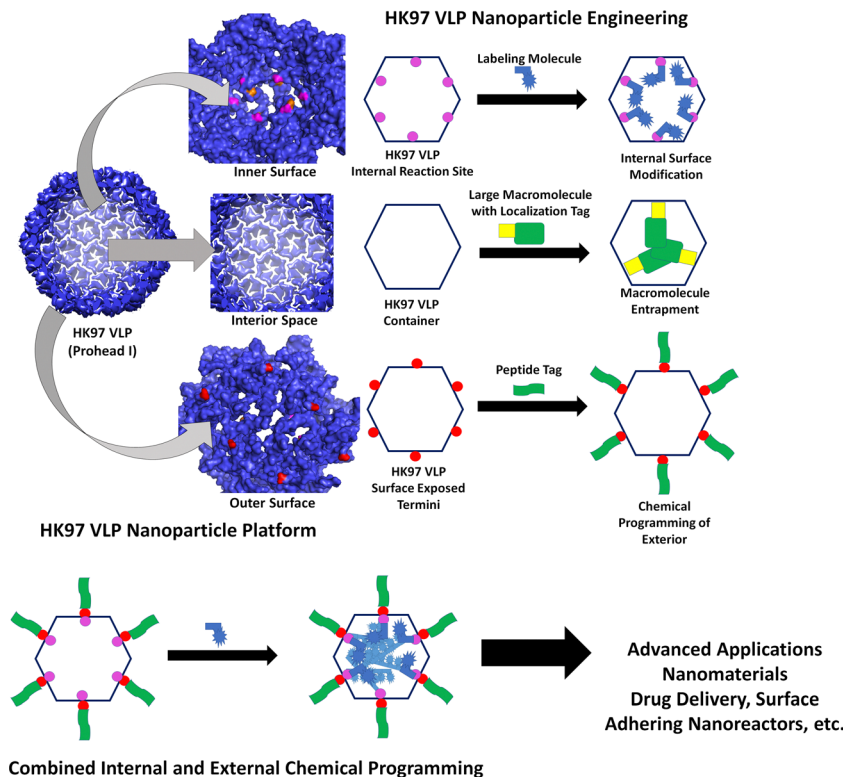 HK97 VLP Nanoparticle Engineering
Labeling Molecule
Inner Surface
HK97 VLP
Internal Reaction Site
Internal Surface
Modification
Large Macromolecule
with Localization Tag
HK97 VLP
(Prohead I)
Interior Space
HK97 VLP
Container
Macromolecule
Entrapment
Peptide Tag
Outer Surface
HK97 VLP
Surface Exposed
Termini
Chemical
Programming of
Exterior
HK97 VLP Nanoparticle Platform
Advanced Applications
Nanomaterials
Drug Delivery, Surface
Adhering Nanoreactors, etc.
Combined Internal and External Chemical Programming